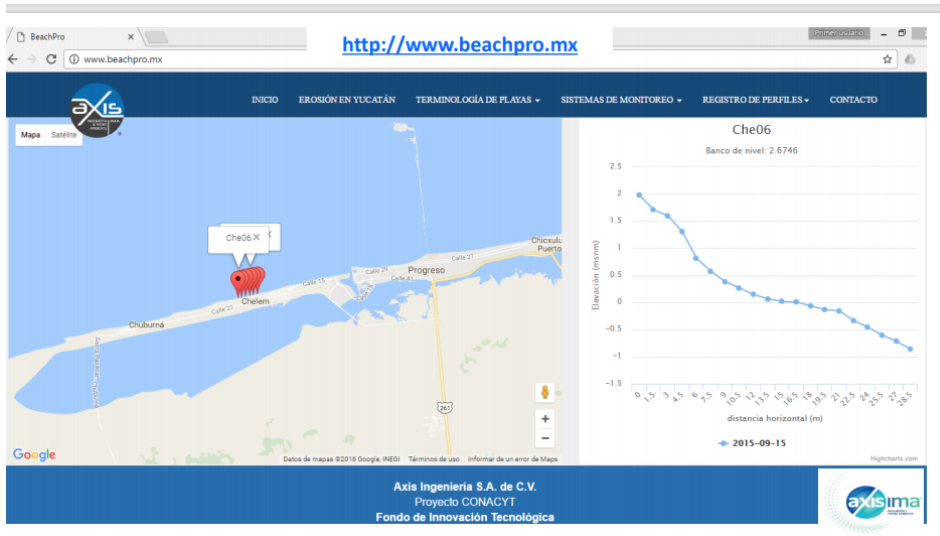 BeachPro
http://www.beachpro.mx
Primer usuario
www.beachpro.mx
axis
INICIO EROSIÓN EN YUCATÁN TERMINOLOGÍA DE PLAYAS SISTEMAS DE MONITOREO REGISTRO DE PERFILES CONTACTO
Mapa Satélite
Che06
Chicxulub
Puerto
Calle 27
Progreso
Calle 29
Calle 21
Calle 15
Chelem
Calle 21
Chuburná
261
Google
Datos de mapas ©2016 Google, INEGI Términos de uso Informar de un error de Maps
Che06
Banco de nivel: 2.6746
Elevación (msnm)
2.5
2
1.5
1
0.5
0
-0.5
-1
-1.5
0 1.5 3 4.5 6 7.5 9 10.5 12 13.5 15 16.5 18 19.5 21 22.5 24 25.5 27 28.5
distancia horizontal (m)
2015-09-15
Highcharts.com
Axis Ingenieria S.A. de C.V.
Proyecto CONACYT
Fondo de Innovación Tecnológica
axisima